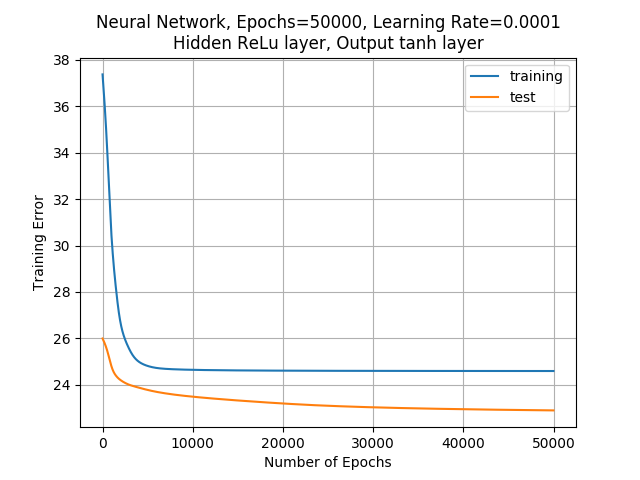 Neural Network, Epochs=50000, Learning Rate=0.0001
Hidden ReLu layer, Output tanh layer
38
36
34
32
30
28
26
24
Training Error
training
test
0 10000 20000 30000 40000 50000
Number of Epochs